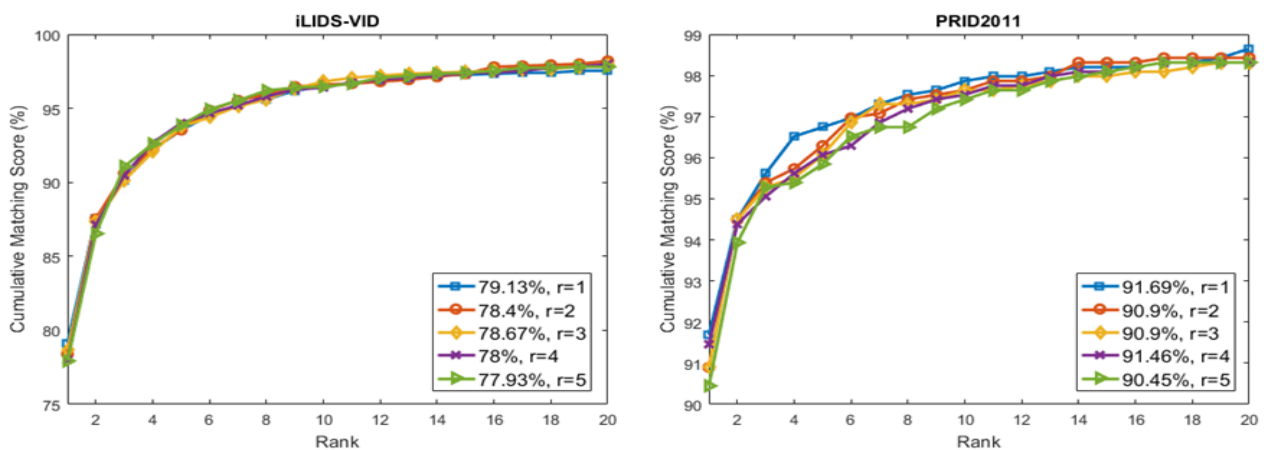 iLIDS-VID
Cumulative Matching Score (%)
100
95
90
85
80
75
2 4 6 8 10 12 14 16 18 20
Rank
79.13%, r=1
78.4%, r=2
78.67%, r=3
78%, r=4
77.93%, r=5
PRID2011
Cumulative Matching Score (%)
99
98
97
96
95
94
93
92
91
90
2 4 6 8 10 12 14 16 18 20
Rank
91.69%, r=1
90.9%, r=2
90.9%, r=3
91.46%, r=4
90.45%, r=5